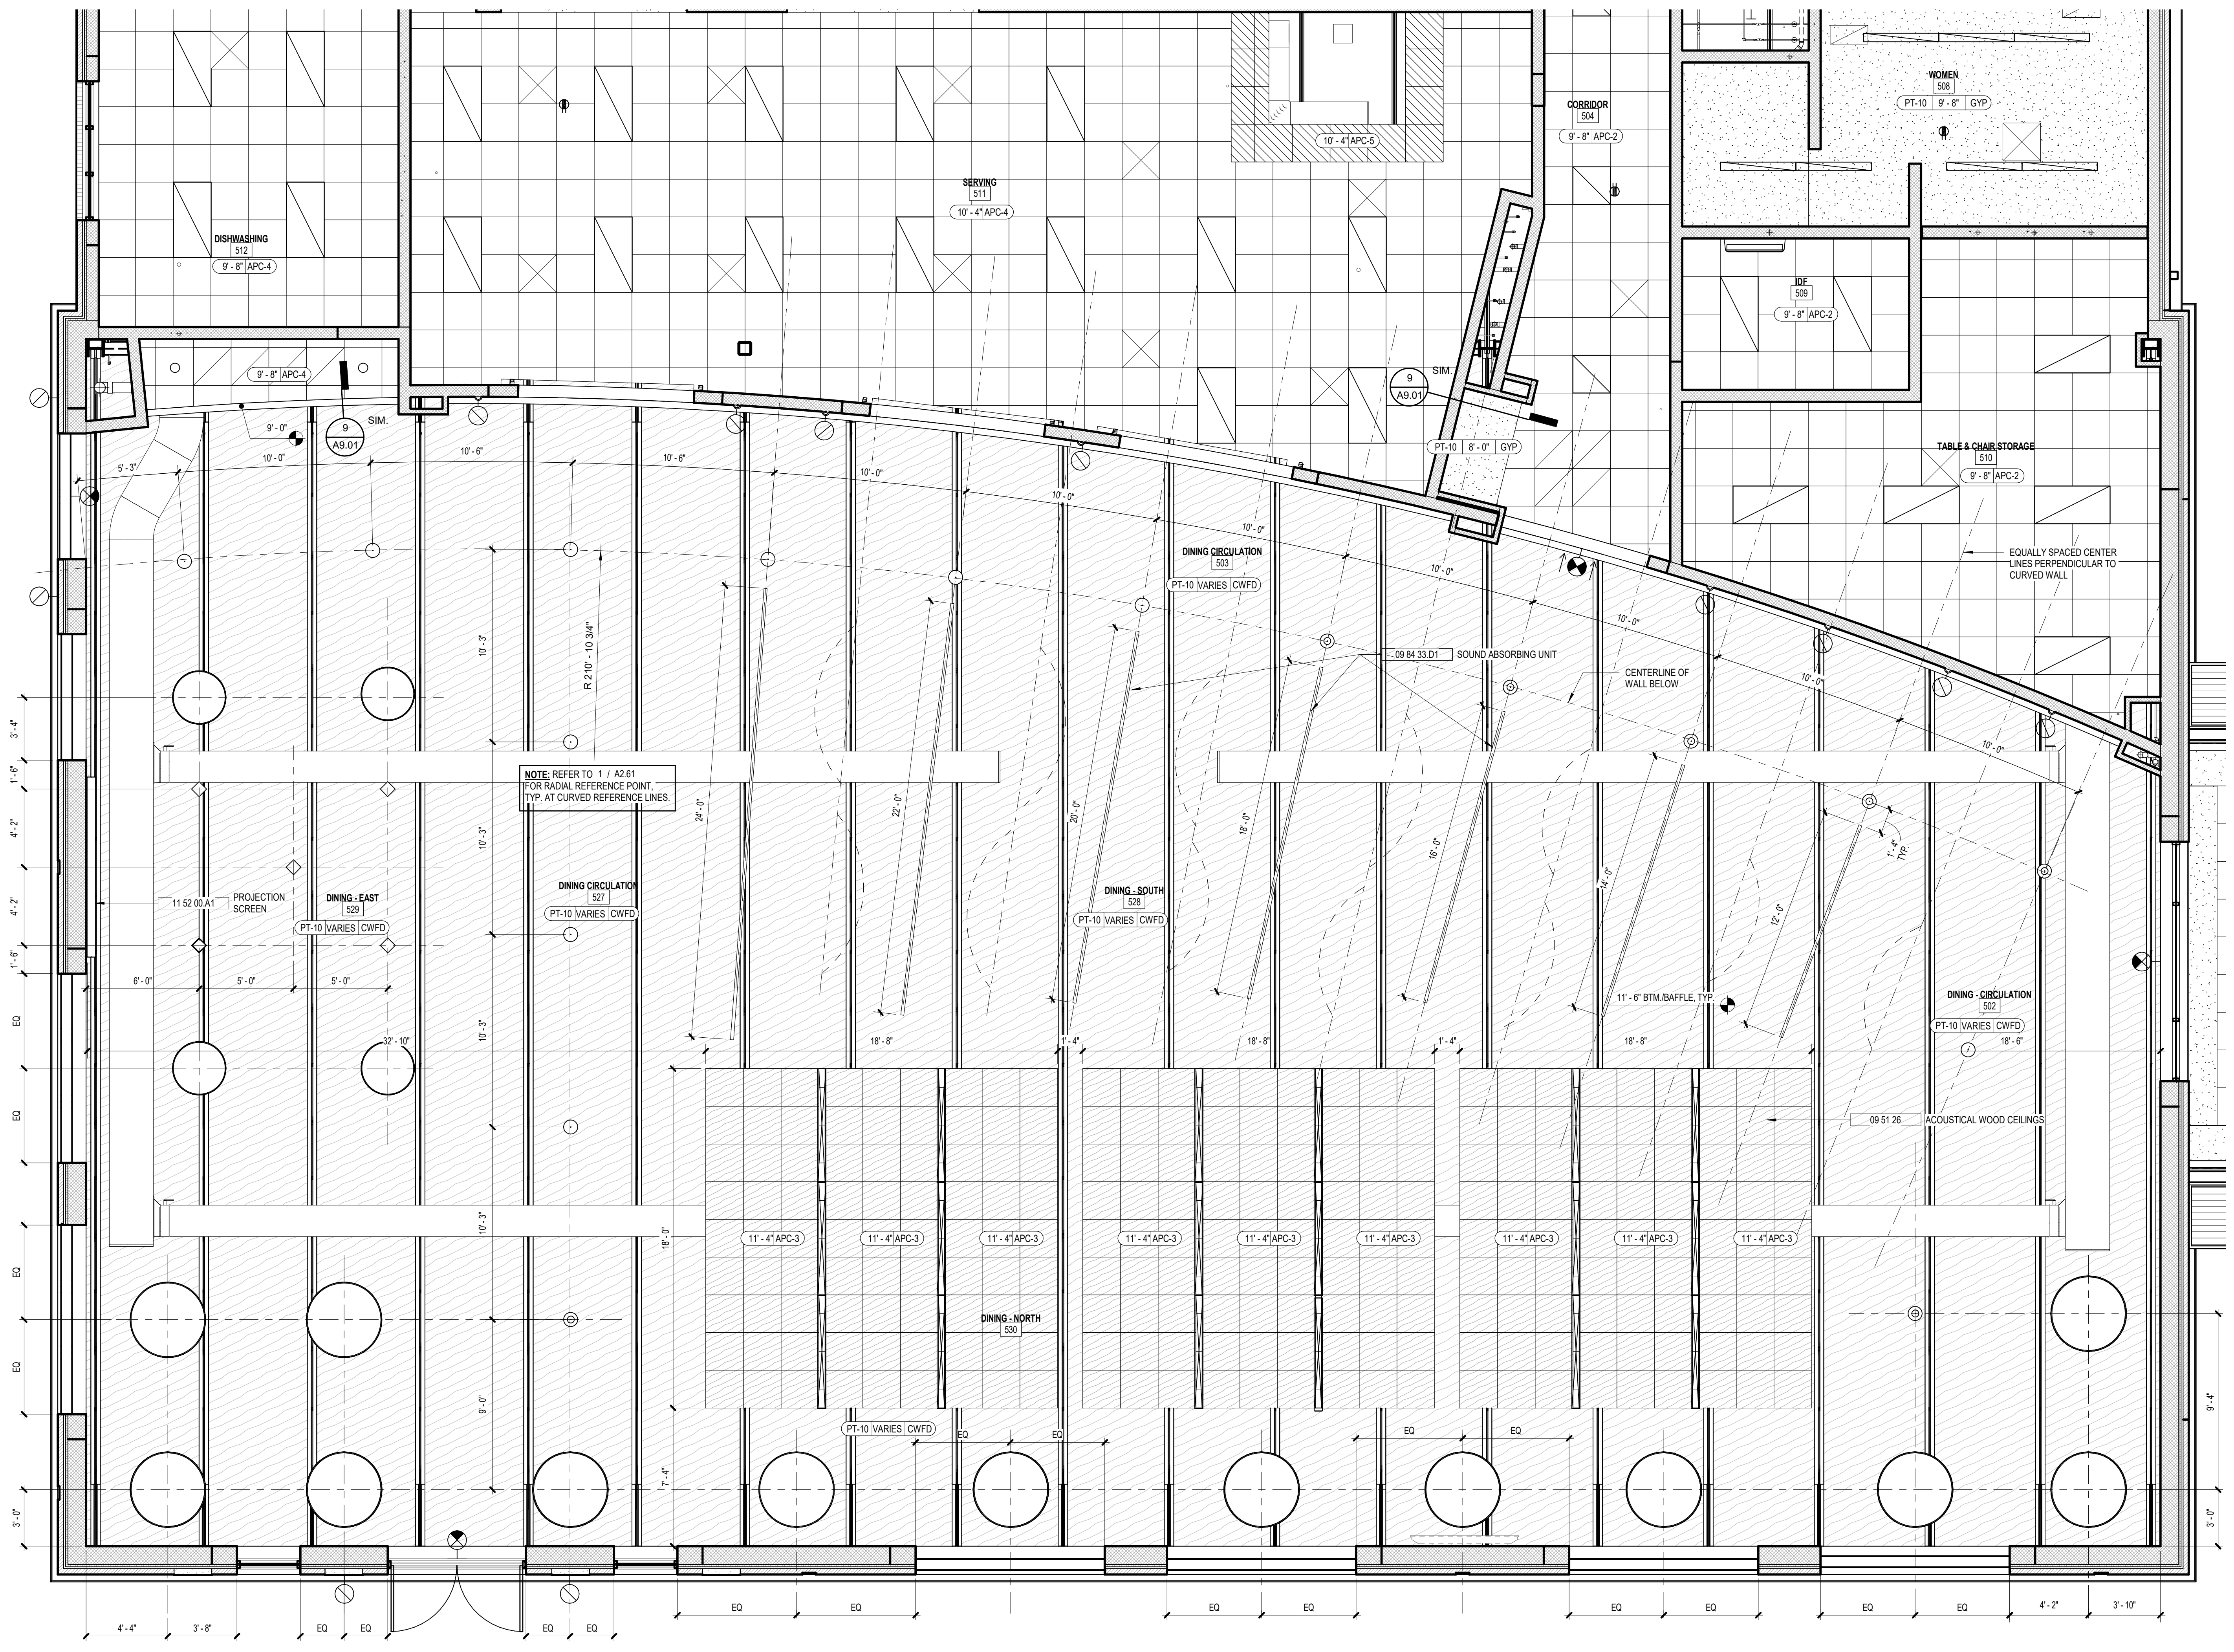 WOMEN
508
PT-10 9' - 8" GYP
CORRIDOR
504
9' - 8" APC-2
10' - 4" APC-5
SERVING
511
10' - 4" APC-4
DISHWASHING
512
9' - 8" APC-4
IDF
509
9' - 8" APC-2
9' - 8" APC-4
9
A9.01
SIM.
9
A9.01
SIM.
9' - 0"
PT-10 8' - 0" GYP
TABLE & CHAIR STORAGE
510
9' - 8" APC-2
5' - 3"
10' - 0"
10' - 6"
10' - 6"
10' - 0"
10' - 0"
10' - 0"
10' - 0"
10' - 0"
10' - 0"
10' - 0"
EQUALLY SPACED CENTER
LINES PERPENDICULAR TO
CURVED WALL
DINING CIRCULATION
503
PT-10 VARIES CWFD
R 210' - 10 3/4"
10' - 3"
09 84 33.D1 SOUND ABSORBING UNIT
CENTERLINE OF
WALL BELOW
NOTE: REFER TO 1 / A2.61
FOR RADIAL REFERENCE POINT,
TYP. AT CURVED REFERENCE LINES.
3' - 4"
1' - 6"
4' - 2"
4' - 2"
1' - 6"
24' - 0"
22' - 0"
20' - 0"
18' - 0"
16' - 0"
14' - 0"
12' - 0"
1' - 4"
TYP.
10' - 3"
11 52 00.A1 PROJECTION
SCREEN
DINING - EAST
529
PT-10 VARIES CWFD
DINING CIRCULATION
527
PT-10 VARIES CWFD
DINING - SOUTH
528
PT-10 VARIES CWFD
6' - 0"
5' - 0"
5' - 0"
11' - 6" BTM./BAFFLE, TYP.
DINING - CIRCULATION
502
PT-10 VARIES CWFD
EQ
EQ
EQ
EQ
10' - 3"
32' - 10"
18' - 8"
1' - 4"
18' - 8"
1' - 4"
18' - 8"
18' - 6"
09 51 26 ACOUSTICAL WOOD CEILINGS
10' - 3"
18' - 0"
11' - 4" APC-3
11' - 4" APC-3
11' - 4" APC-3
11' - 4" APC-3
11' - 4" APC-3
11' - 4" APC-3
11' - 4" APC-3
11' - 4" APC-3
11' - 4" APC-3
DINING - NORTH
530
9' - 0"
9' - 4"
PT-10 VARIES CWFD
EQ
EQ
EQ
EQ
7' - 4"
3' - 0"
3' - 0"
4' - 4"
3' - 8"
EQ
EQ
EQ
EQ
EQ
EQ
EQ
EQ
EQ
EQ
EQ
EQ
4' - 2"
3' - 10"